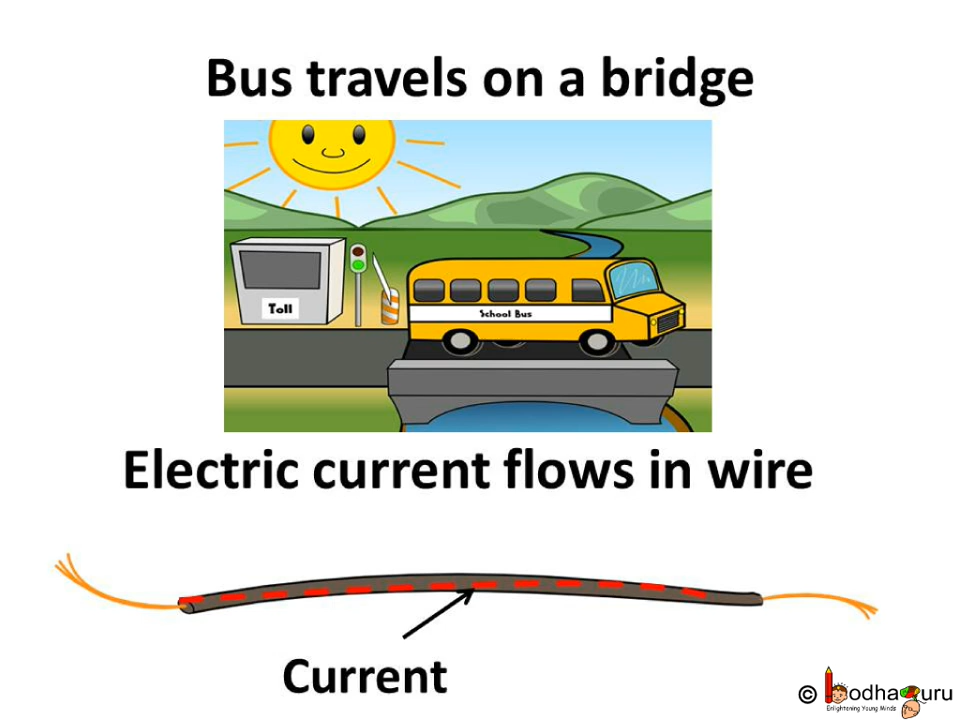 Bus travels on a bridge
Toll
School Bus
Electric current flows in wire
Current
© BodhaGuru
Enlightening Young Minds